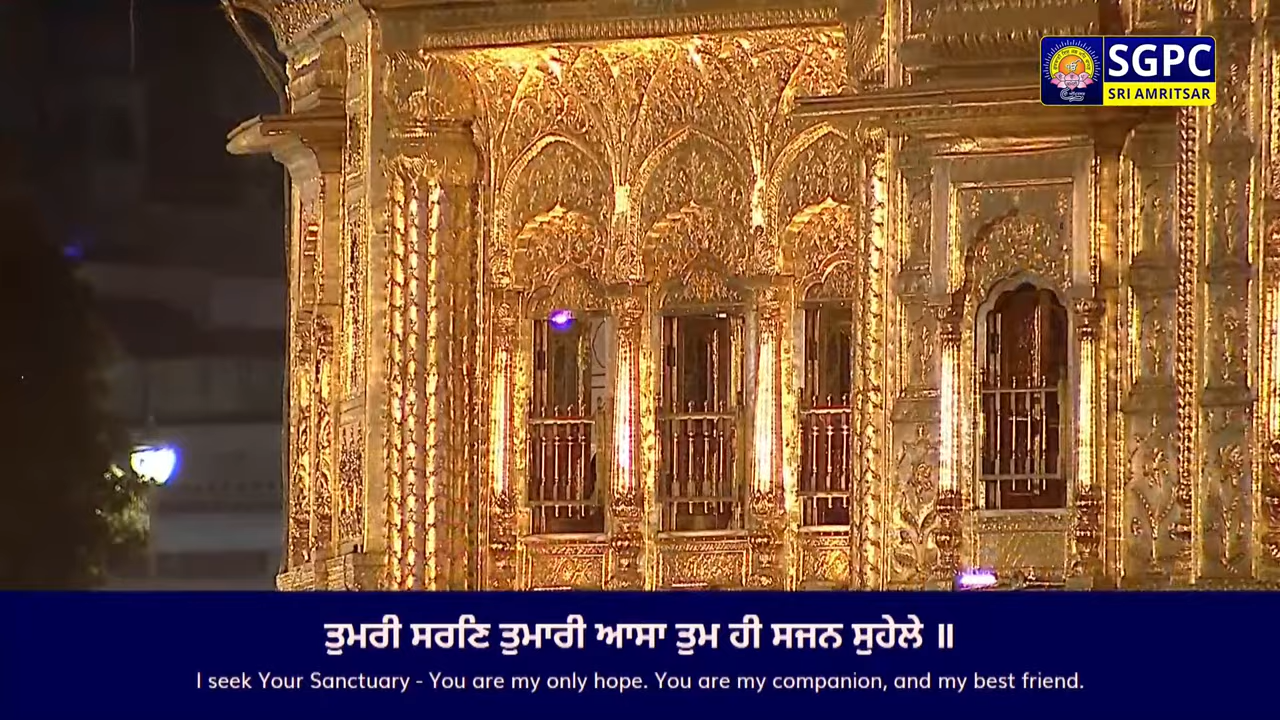 SGPC
SRI AMRITSAR
ਤੁਮਰੀ ਸਰਣਿ ਤੁਮਾਰੀ ਆਸਾ ਤੁਮ ਹੀ ਸਜਨ ਸੁਹੇਲੇ ॥
I seek Your Sanctuary - You are my only hope. You are my companion, and my best friend.